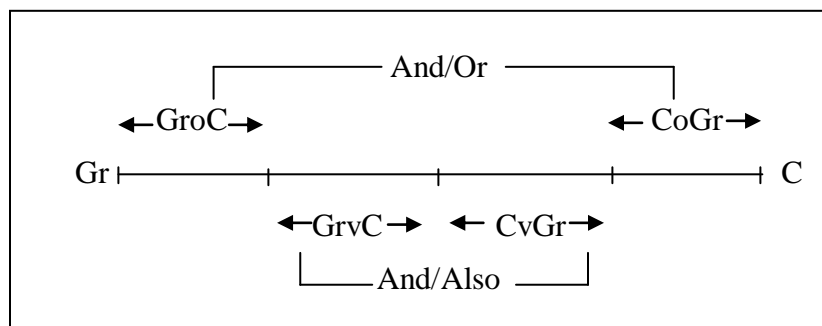 And/Or
GroC CoGr
Gr C
GrvC CvGr
And/Also